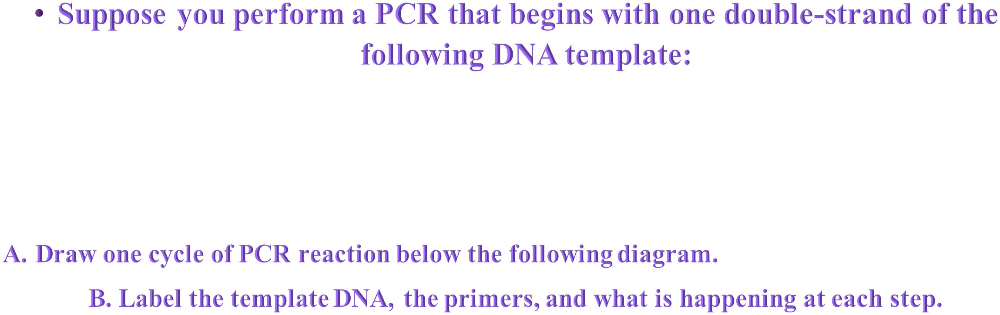 • Suppose you perform a PCR that begins with one double-strand of the
following DNA template:
A. Draw one cycle of PCR reaction below the following diagram.
B. Label the template DNA, the primers, and what is happening at each step.